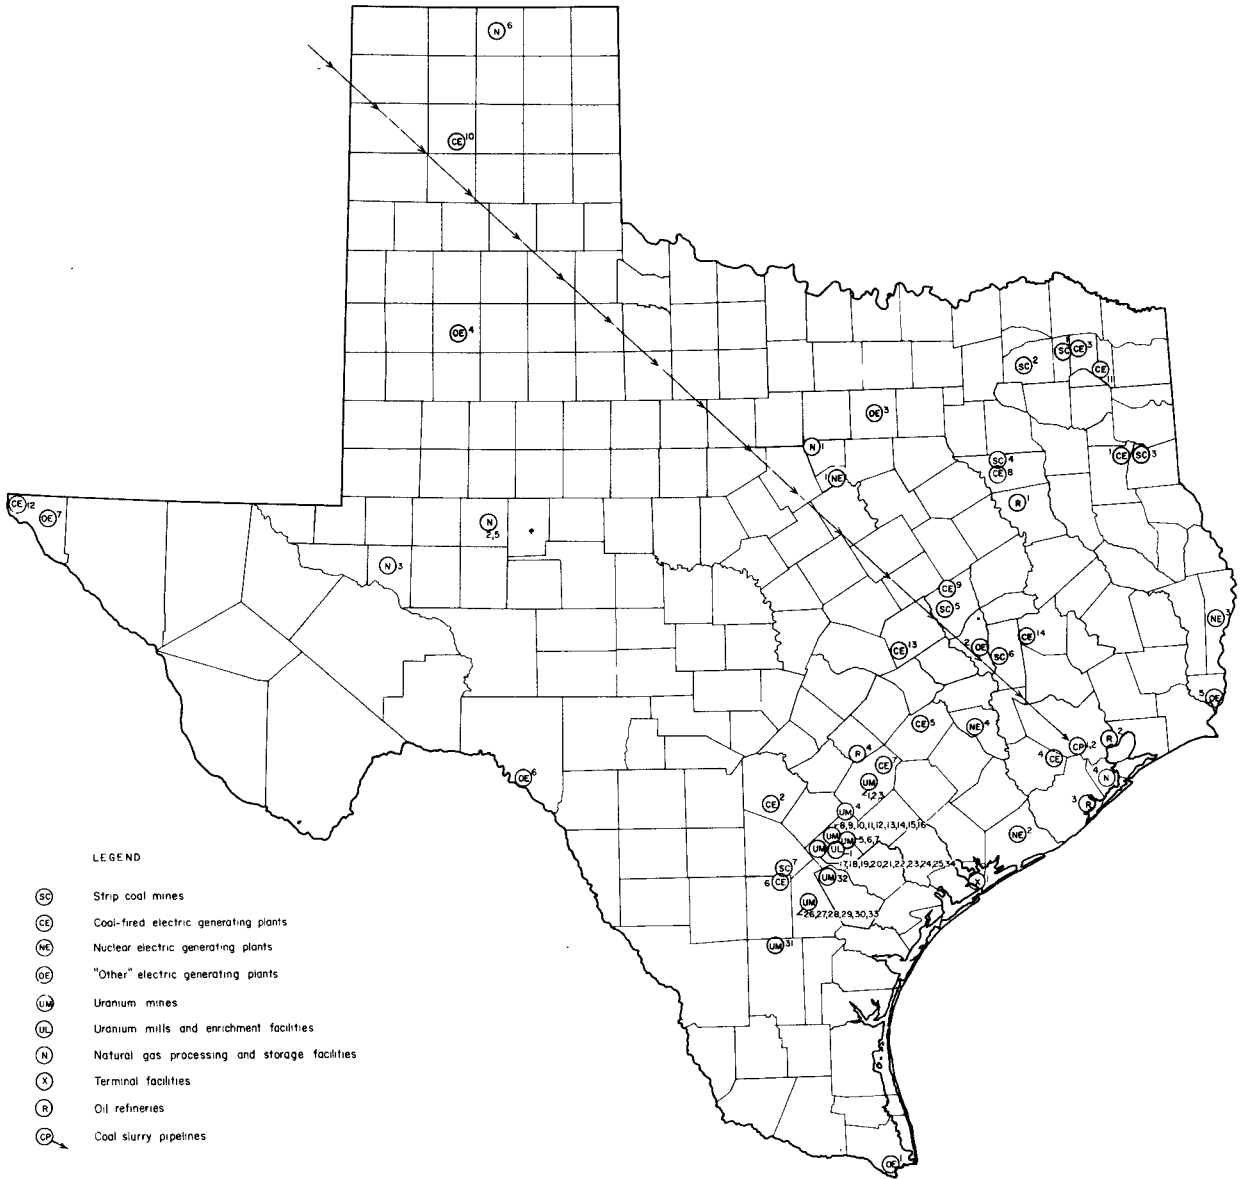 N 6
CE 10
OE 4
SC 2
SC 1 CE 3
CE 11
OE 3
N 1
1 NE
SC 4
CE 8
1 CE SC 3
R 1
CE 12
OE 7
N 2,5
N 3
CE 9
SC 5
NE 3
CE 13
2 OE
SC 6
CE 14
5 OE
CE 5
NE 4
R 4
CE
4 CE
CP 1,2
R 2
4 N
3 R
OE 6
CE 2
UM 1,2,3
UM 4
8,9,10,11,12,13,14,15,16
UM UM 5,6,7
UM UL 1
17,18,19,20,21,22,23,24,25,34
NE 2
SC 7
6 CE
UM 32
X 1
UM
26,27,28,29,30,33
UM 31
OE 1
LEGEND
SC Strip coal mines
CE Coal-fired electric generating plants
NE Nuclear electric generating plants
OE "Other" electric generating plants
UM Uranium mines
UL Uranium mills and enrichment facilities
N Natural gas processing and storage facilities
X Terminal facilities
R Oil refineries
CP Coal slurry pipelines